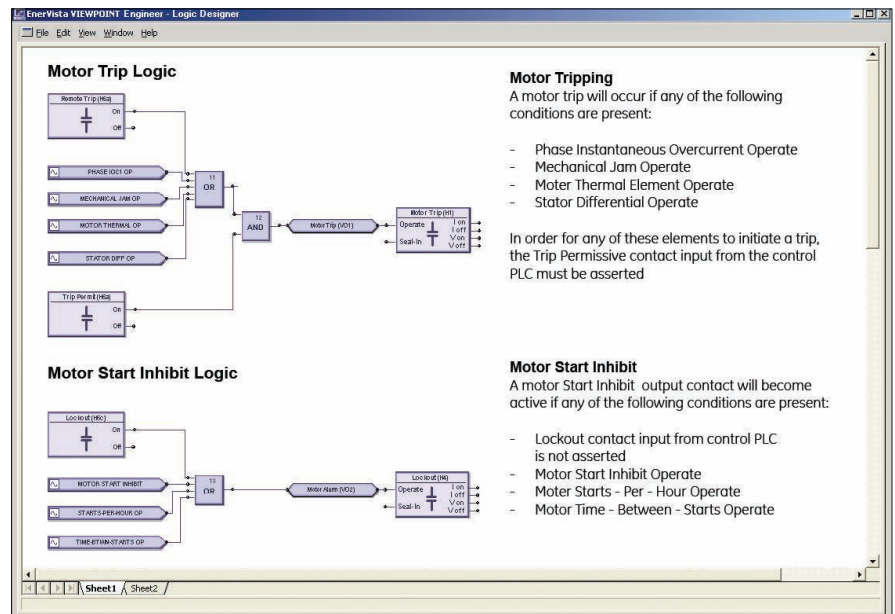 EnerVista VIEWPOINT Engineer - Logic Designer
File Edit View Window Help
Motor Trip Logic
Remote Trip (H5a)
On
Off
PHASE IOC1 OP
MECHANICAL JAM OP
MOTOR THERMAL OP
STATOR DIFF OP
11
OR
12
AND
Motor Trip (VO1)
Motor Trip (H1)
Operate
Seal-In
I on
I off
V on
V off
Trip Permit (H6a)
On
Off
Motor Tripping
A motor trip will occur if any of the following
conditions are present:
- Phase Instantaneous Overcurrent Operate
- Mechanical Jam Operate
- Moter Thermal Element Operate
- Stator Differential Operate
In order for any of these elements to initiate a trip,
the Trip Permissive contact input from the control
PLC must be asserted
Motor Start Inhibit Logic
Lockout (H6c)
On
Off
MOTOR START INHIBIT
STARTS-PER-HOUR OP
TIME-BTWN-STARTS OP
13
OR
Motor Alarm (VO2)
Lockout (H4)
Operate
Seal-In
I on
I off
V on
V off
Motor Start Inhibit
A motor Start Inhibit output contact will become
active if any of the following conditions are present:
- Lockout contact input from control PLC
is not asserted
- Motor Start Inhibit Operate
- Moter Starts - Per - Hour Operate
- Motor Time - Between - Starts Operate
Sheet1 Sheet2